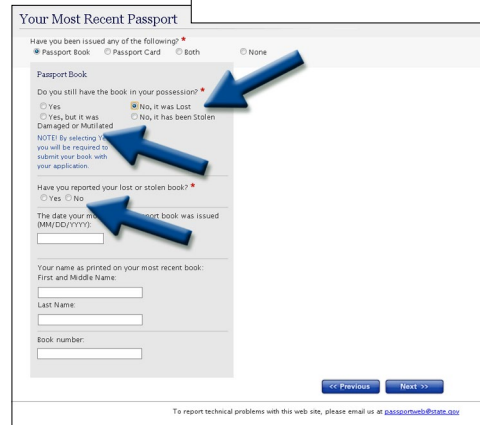 Your Most Recent Passport
Have you been issued any of the following? *
Passport Book Passport Card Both None
Passport Book
Do you still have the book in your possession? *
Yes No, it was Lost
Yes, but it was Damaged or Mutilated No, it has been Stolen
NOTE! By selecting
you will be required to
submit your book with
your application.
Have you reported your lost or stolen book? *
Yes No
The date your book was issued
(MM/DD/YYYY):
Your name as printed on your most recent book:
First and Middle Name:
Last Name:
Book number:
<< Previous Next >>
To report technical problems with this web site, please email us at passportweb@state.gov